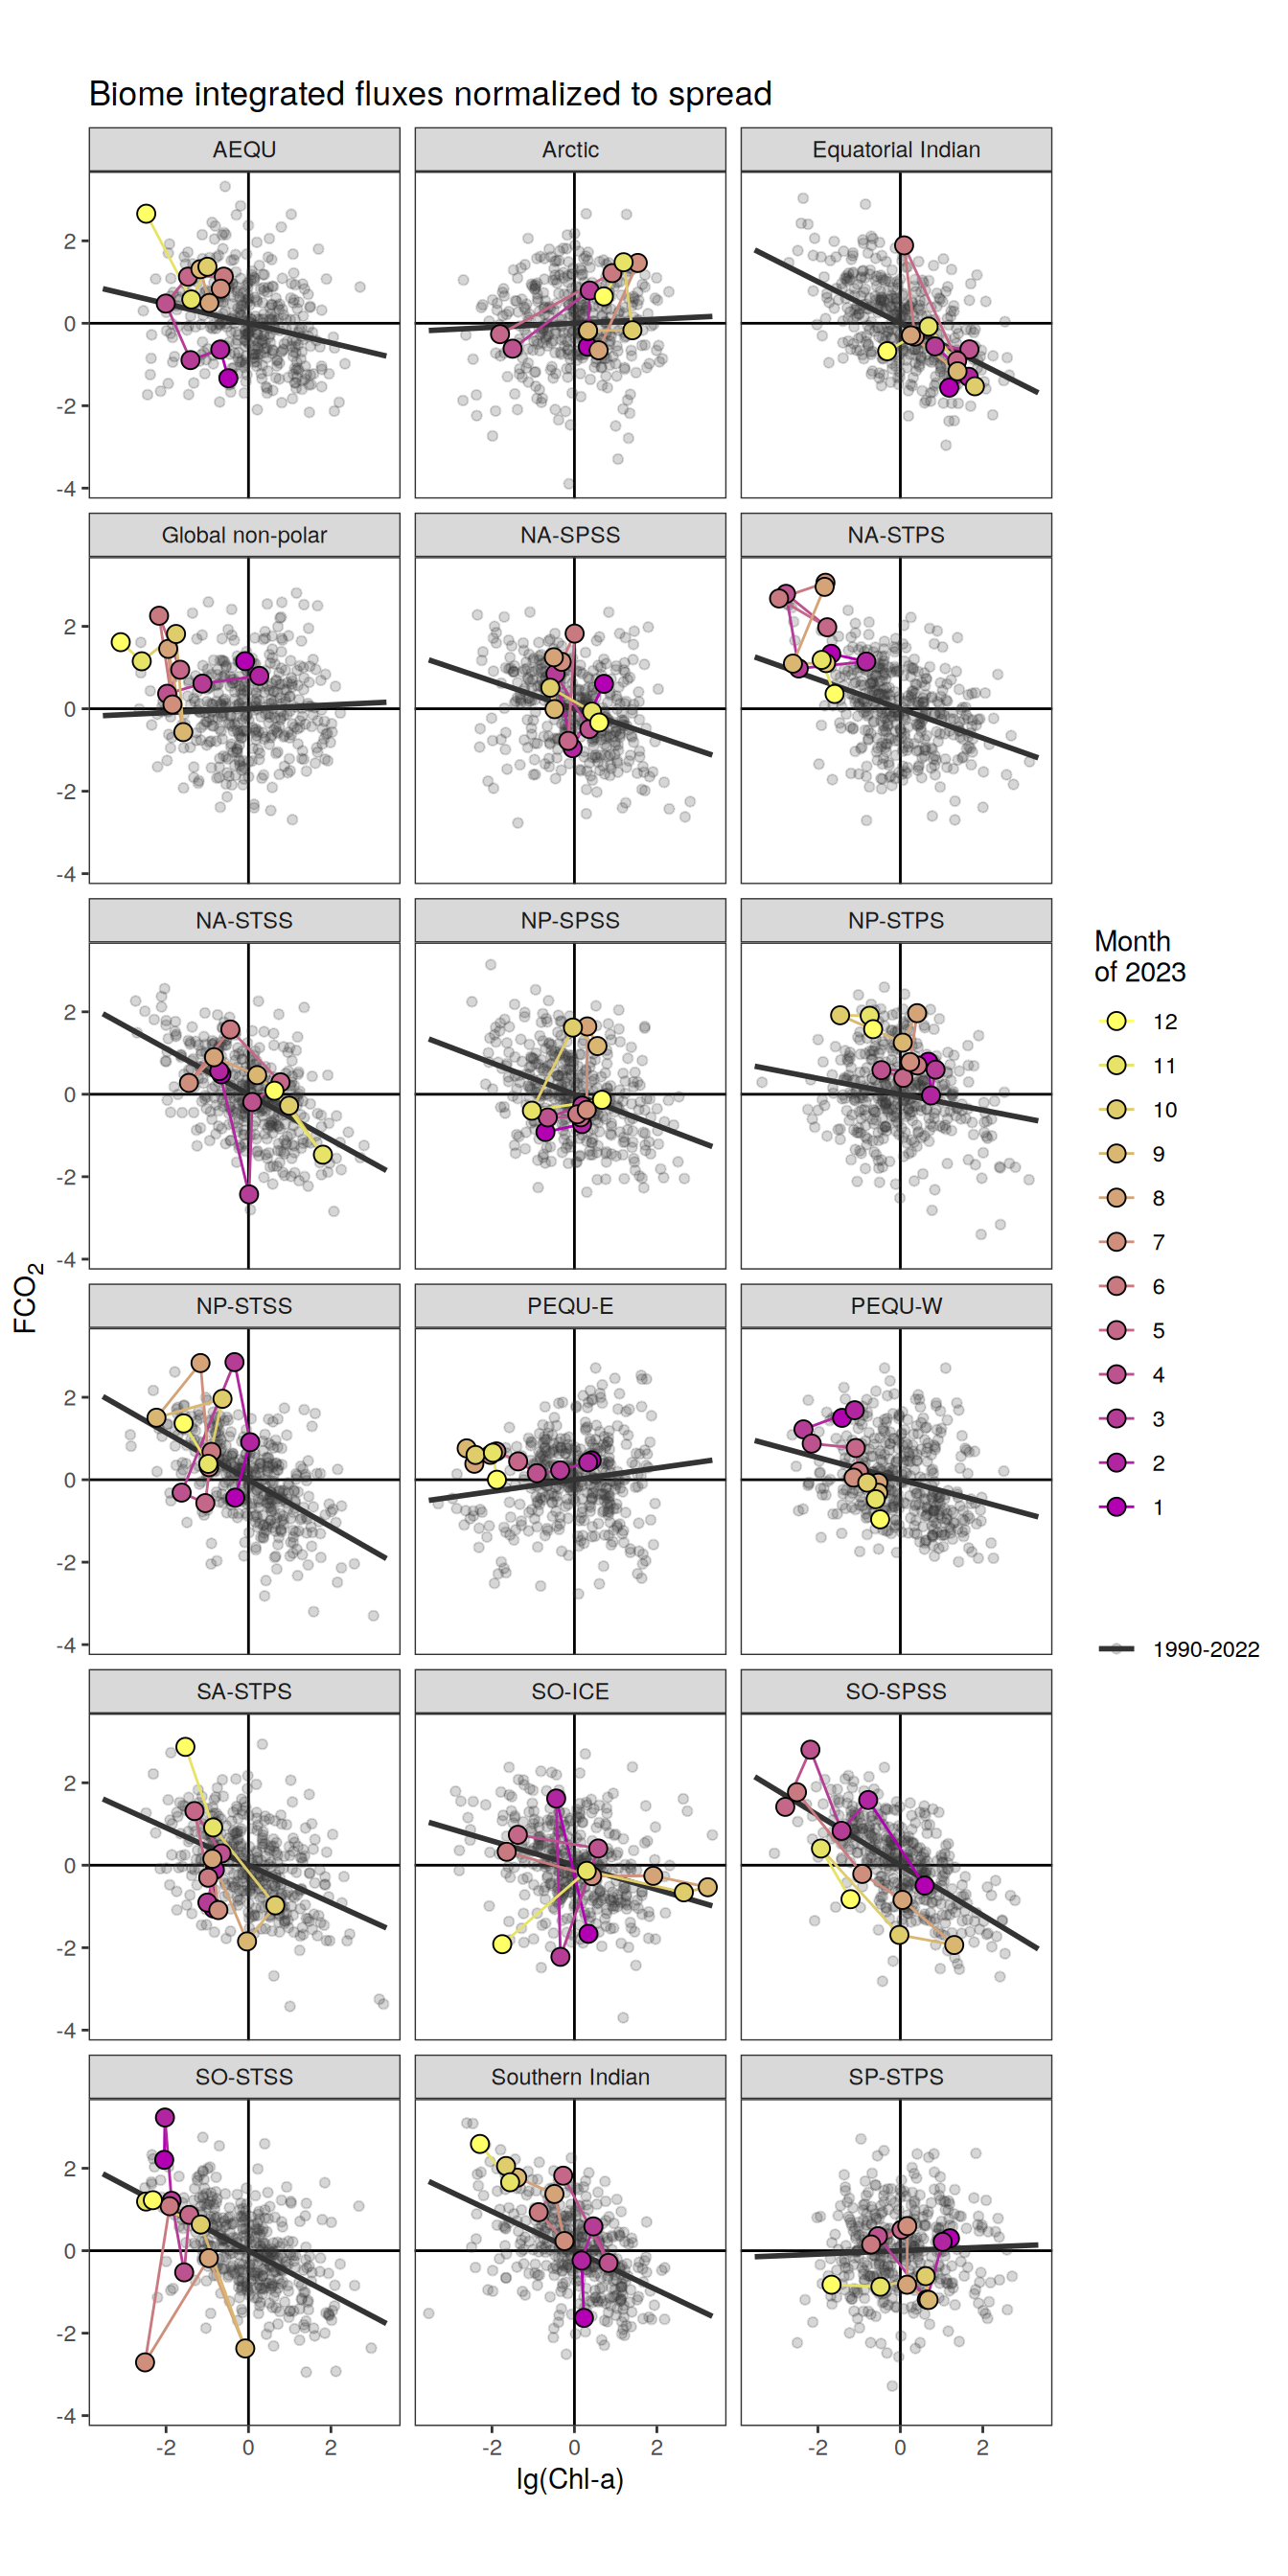 Biome integrated fluxes normalized to spread
AEQU
Arctic
Equatorial Indian
2
0
-2
-4
Global non-polar
NA-SPSS
NA-STPS
2
0
-2
-4
NA-STSS
NP-SPSS
NP-STPS
2
0
-2
-4
NP-STSS
PEQU-E
PEQU-W
2
0
-2
-4
SA-STPS
SO-ICE
SO-SPSS
2
0
-2
-4
SO-STSS
Southern Indian
SP-STPS
2
0
-2
-4
-2 0 2
-2 0 2
-2 0 2
lg(Chl-a)
FCO₂
Month
of 2023
12
11
10
9
8
7
6
5
4
3
2
1
1990-2022